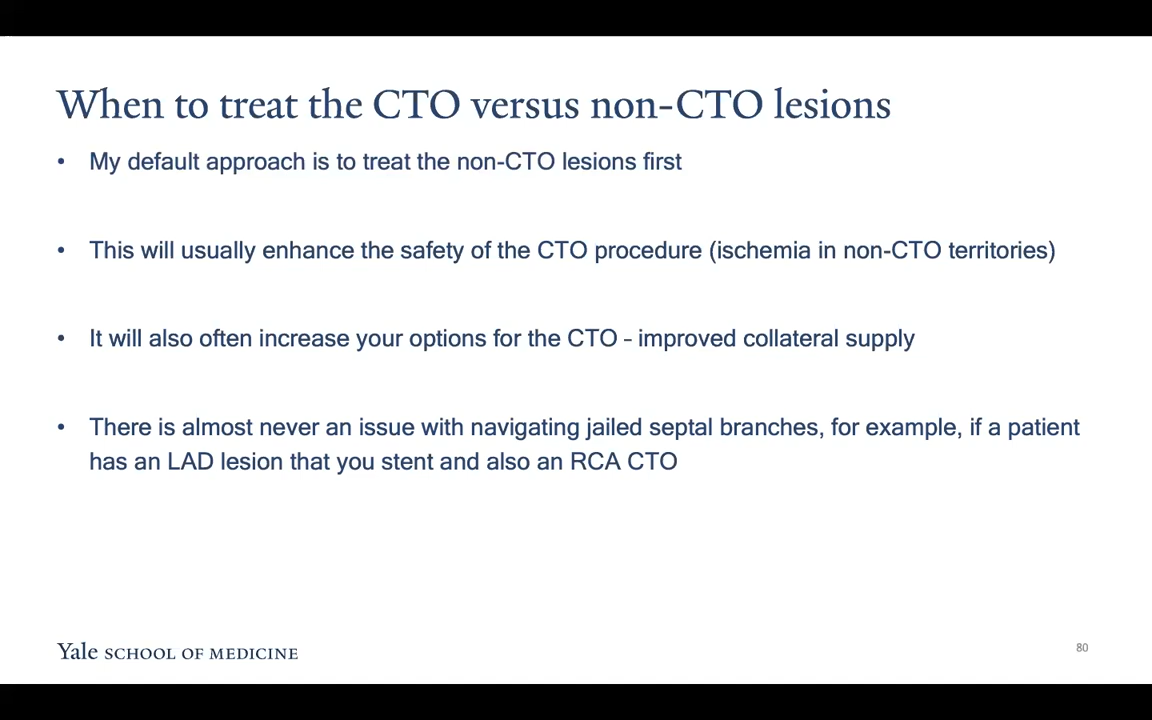 When to treat the CTO versus non-CTO lesions
• My default approach is to treat the non-CTO lesions first
• This will usually enhance the safety of the CTO procedure (ischemia in non-CTO territories)
• It will also often increase your options for the CTO - improved collateral supply
• There is almost never an issue with navigating jailed septal branches, for example, if a patient
has an LAD lesion that you stent and also an RCA CTO
Yale SCHOOL OF MEDICINE
80